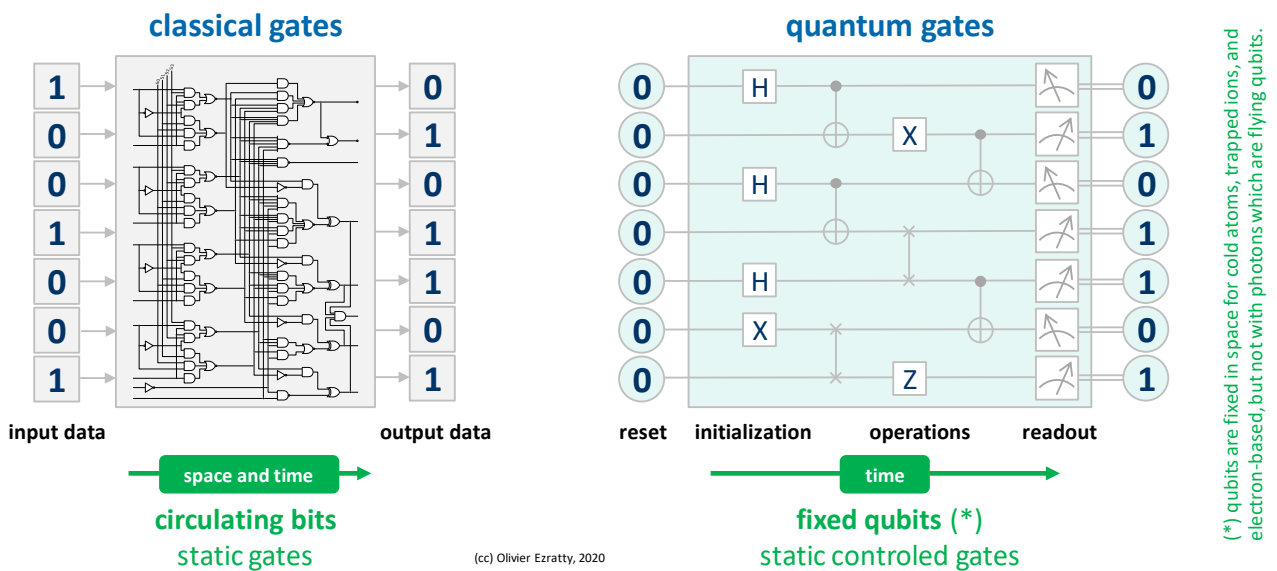 classical gates
1
0
0
1
0
0
1
0
1
0
1
1
0
1
input data
output data
space and time
circulating bits
static gates
(cc) Olivier Ezratty, 2020
quantum gates
0
0
0
0
0
0
0
H
H
H
X
X
Z
0
1
0
1
1
0
1
reset
initialization
operations
readout
time
fixed qubits (*)
static controled gates
(*) qubits are fixed in space for cold atoms, trapped ions, and
electron-based, but not with photons which are flying qubits.